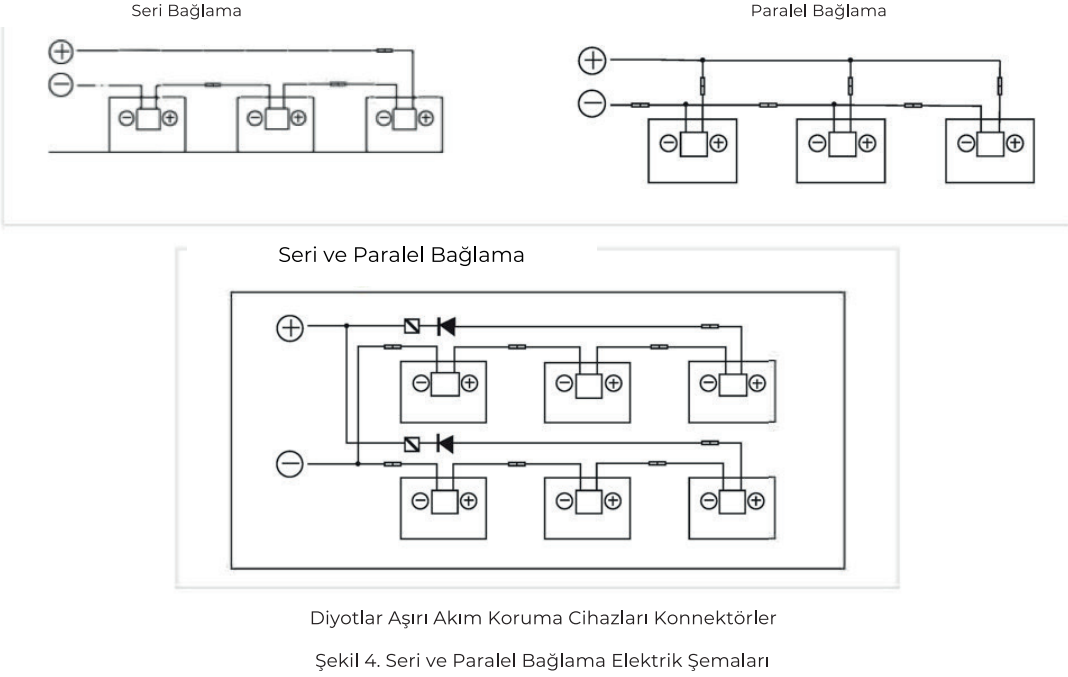 Seri Bağlama
Paralel Bağlama
Seri ve Paralel Bağlama
Diyotlar Aşırı Akım Koruma Cihazları Konnektörler
Şekil 4. Seri ve Paralel Bağlama Elektrik Şemaları